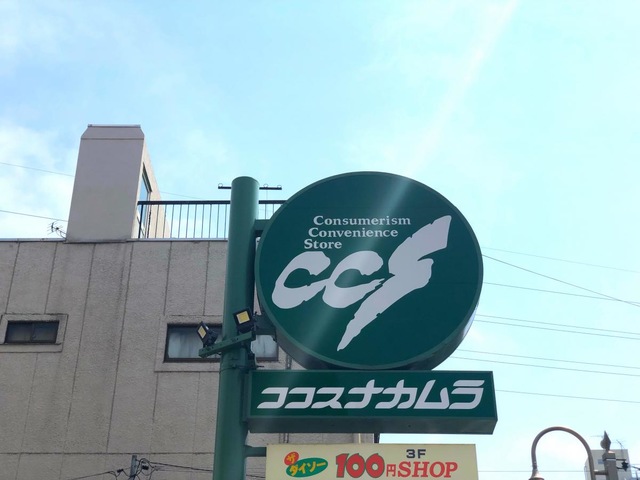 Consumerism
Convenience
Store
CCS
ココスナカムラ
ザ・ダイソー 100円SHOP 3F